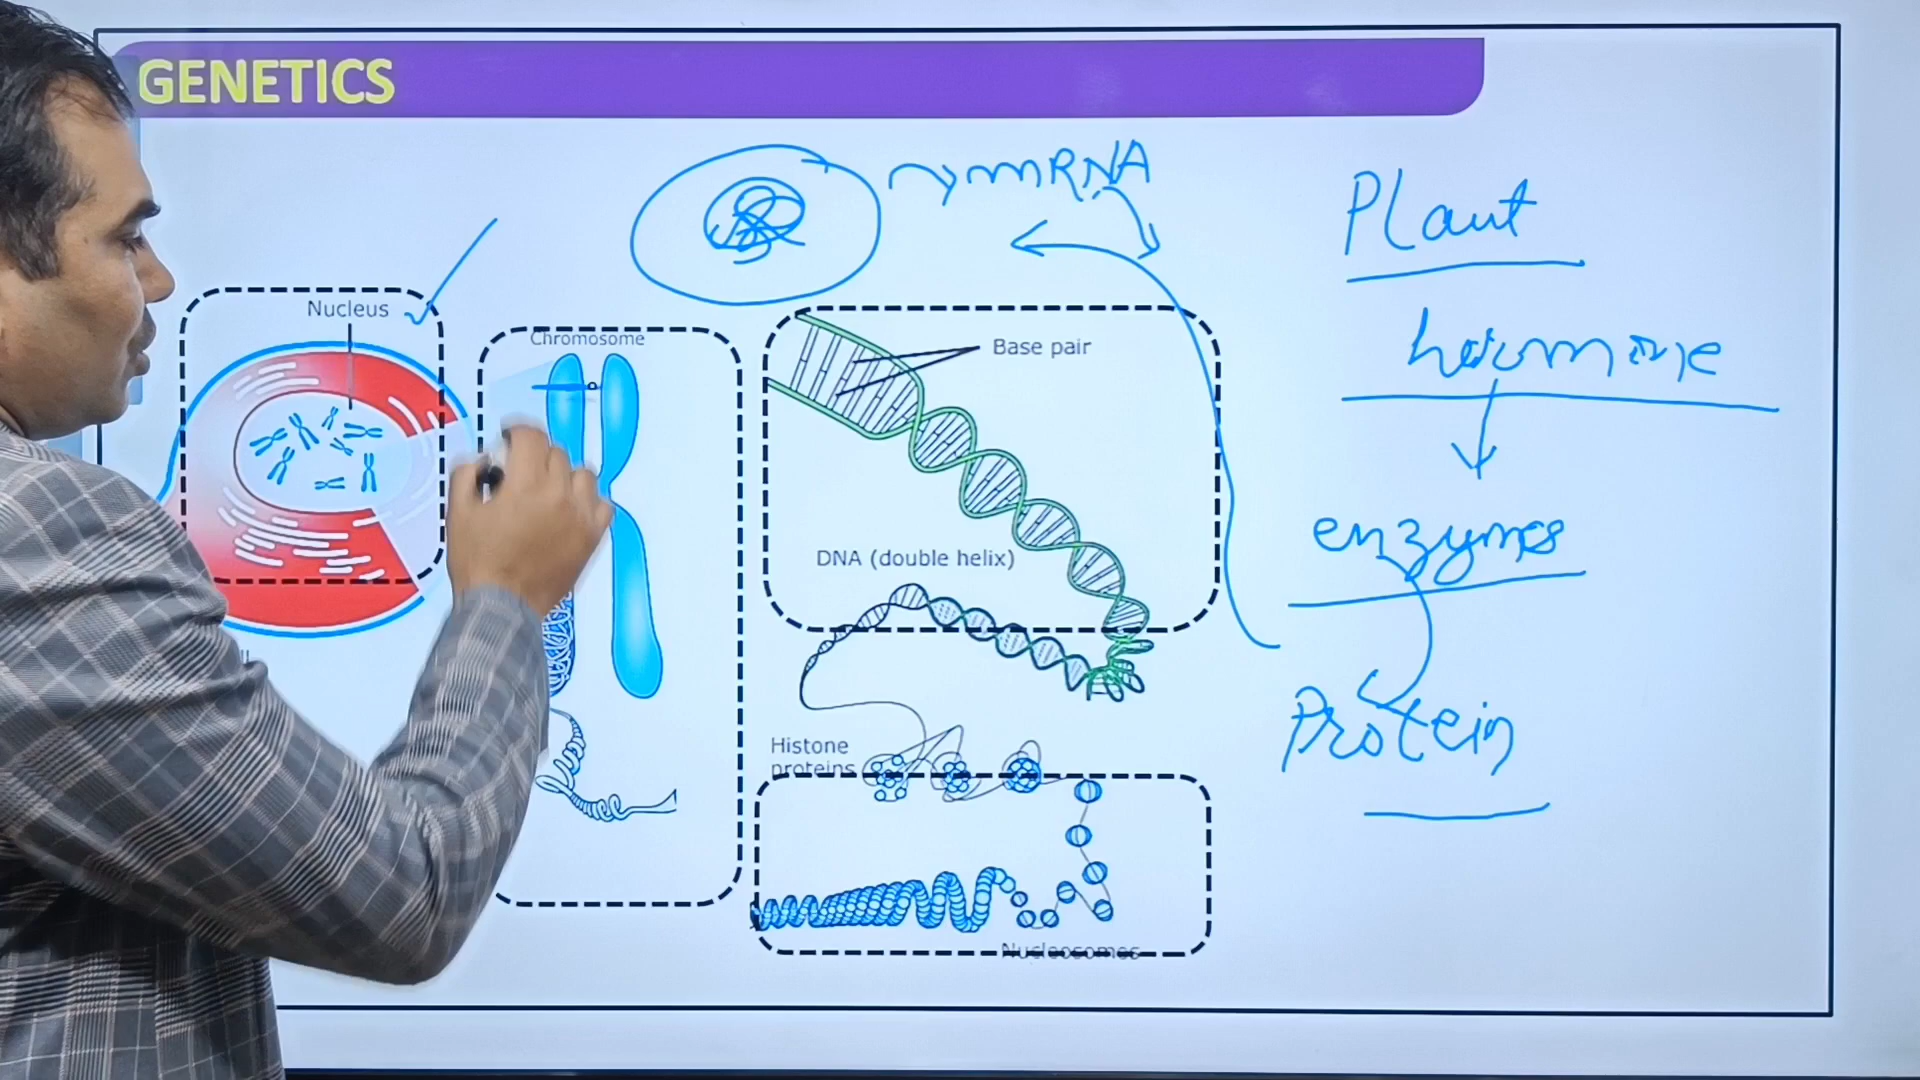 GENETICS
mRNA
Plant
hormone
enzymes
Protein
Nucleus
Chromosome
Base pair
DNA (double helix)
Histone
proteins
Nucleosomes